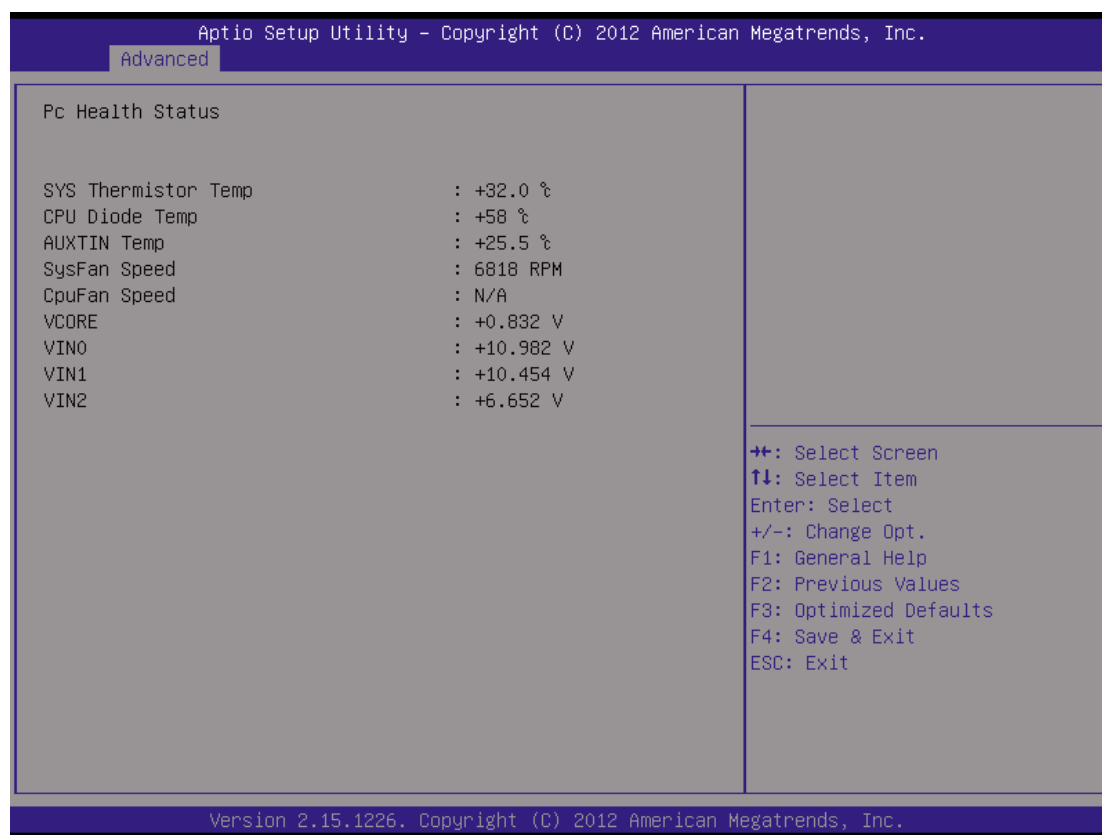 Aptio Setup Utility – Copyright (C) 2012 American Megatrends, Inc.
Advanced
Pc Health Status
SYS Thermistor Temp : +32.0 ℃
CPU Diode Temp : +58 ℃
AUXTIN Temp : +25.5 ℃
SysFan Speed : 6818 RPM
CpuFan Speed : N/A
VCORE : +0.832 V
VIN0 : +10.982 V
VIN1 : +10.454 V
VIN2 : +6.652 V
→←: Select Screen
↑↓: Select Item
Enter: Select
+/-: Change Opt.
F1: General Help
F2: Previous Values
F3: Optimized Defaults
F4: Save & Exit
ESC: Exit
Version 2.15.1226. Copyright (C) 2012 American Megatrends, Inc.